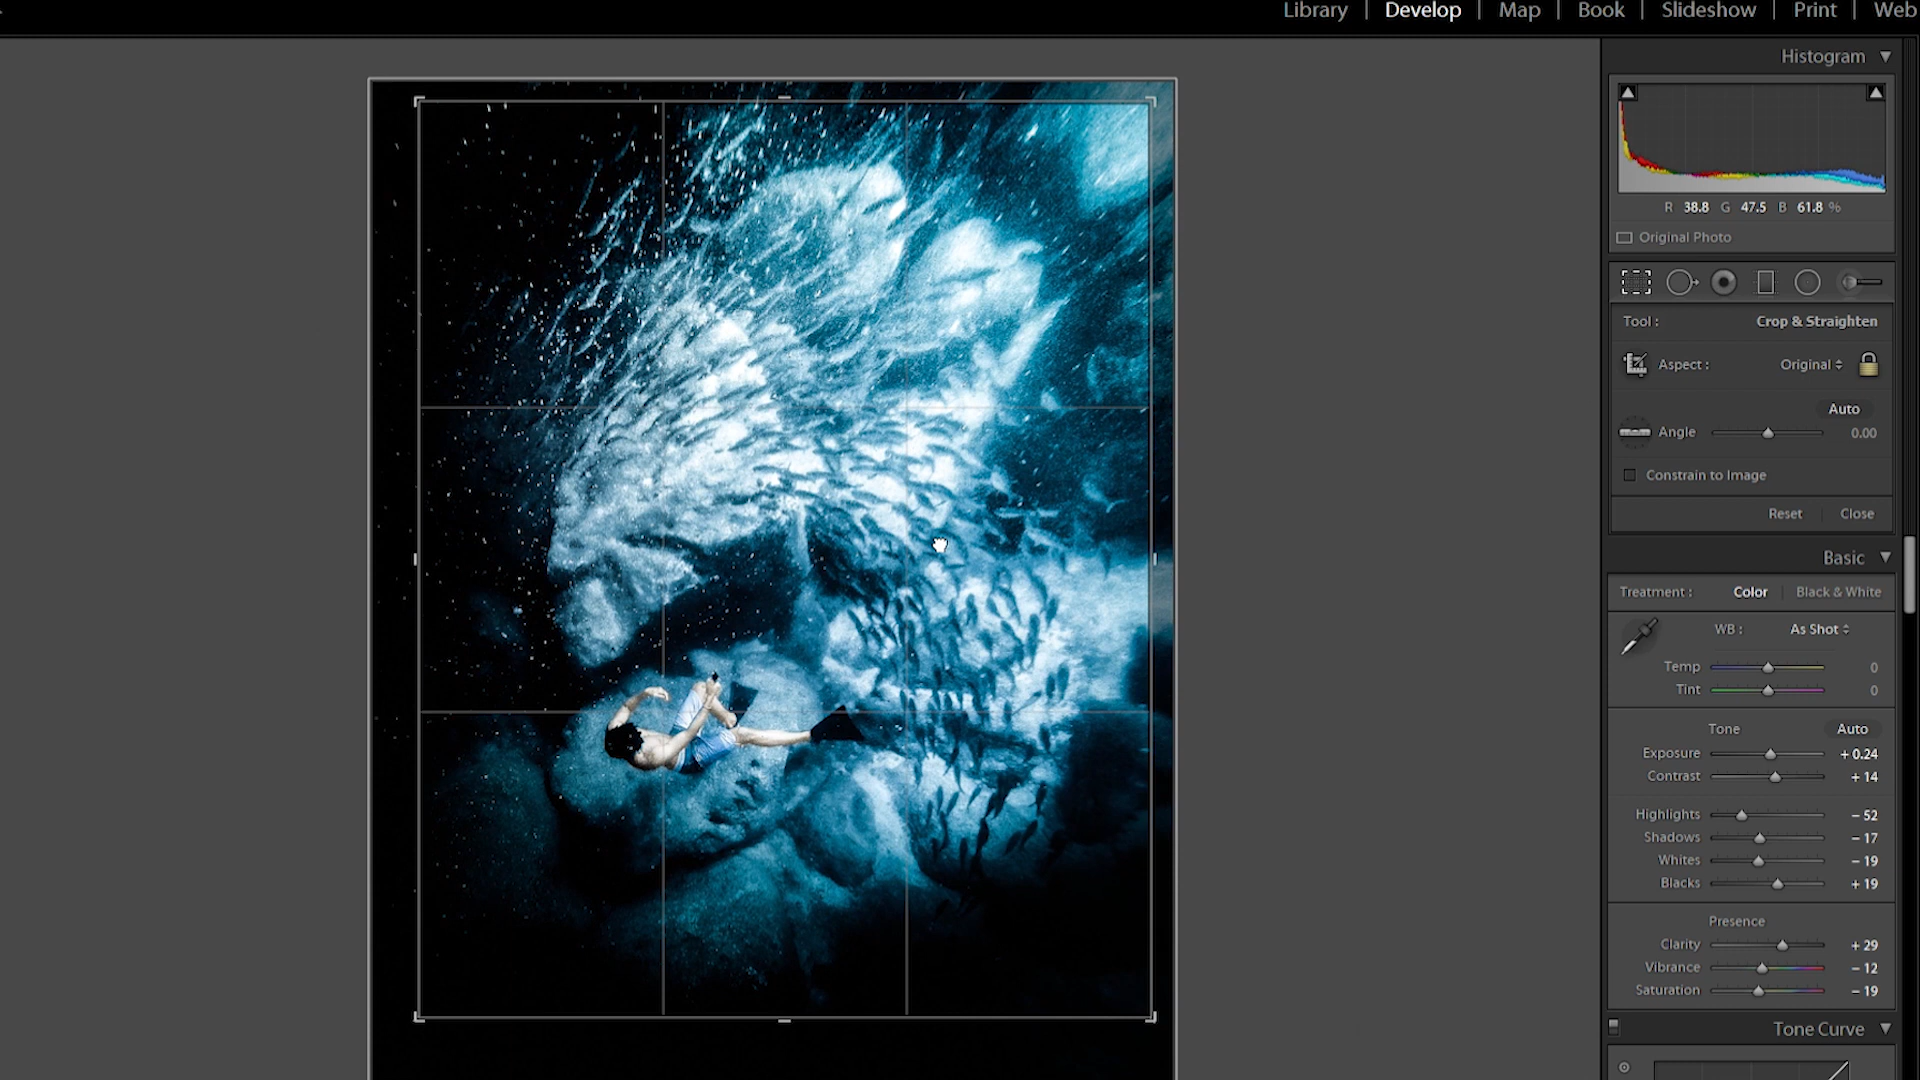 Library | Develop | Map | Book | Slideshow | Print | Web
Histogram
R 38.8 G 47.5 B 61.8 %
Original Photo
Tool : Crop & Straighten
Aspect : Original
Auto
Angle 0.00
Constrain to Image
Reset Close
Basic
Treatment : Color Black & White
WB : As Shot
Temp 0
Tint 0
Tone Auto
Exposure + 0.24
Contrast + 14
Highlights − 52
Shadows − 17
Whites − 19
Blacks + 19
Presence
Clarity + 29
Vibrance − 12
Saturation − 19
Tone Curve